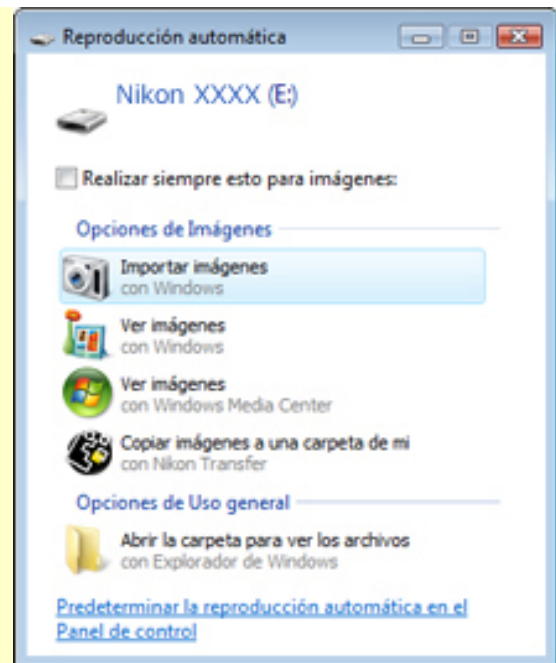 Reproducción automática
Nikon XXXX (E:)
Realizar siempre esto para imágenes:
Opciones de Imágenes
Importar imágenes
con Windows
Ver imágenes
con Windows
Ver imágenes
con Windows Media Center
Copiar imágenes a una carpeta de mi
con Nikon Transfer
Opciones de Uso general
Abrir la carpeta para ver los archivos
con Explorador de Windows
Predeterminar la reproducción automática en el
Panel de control